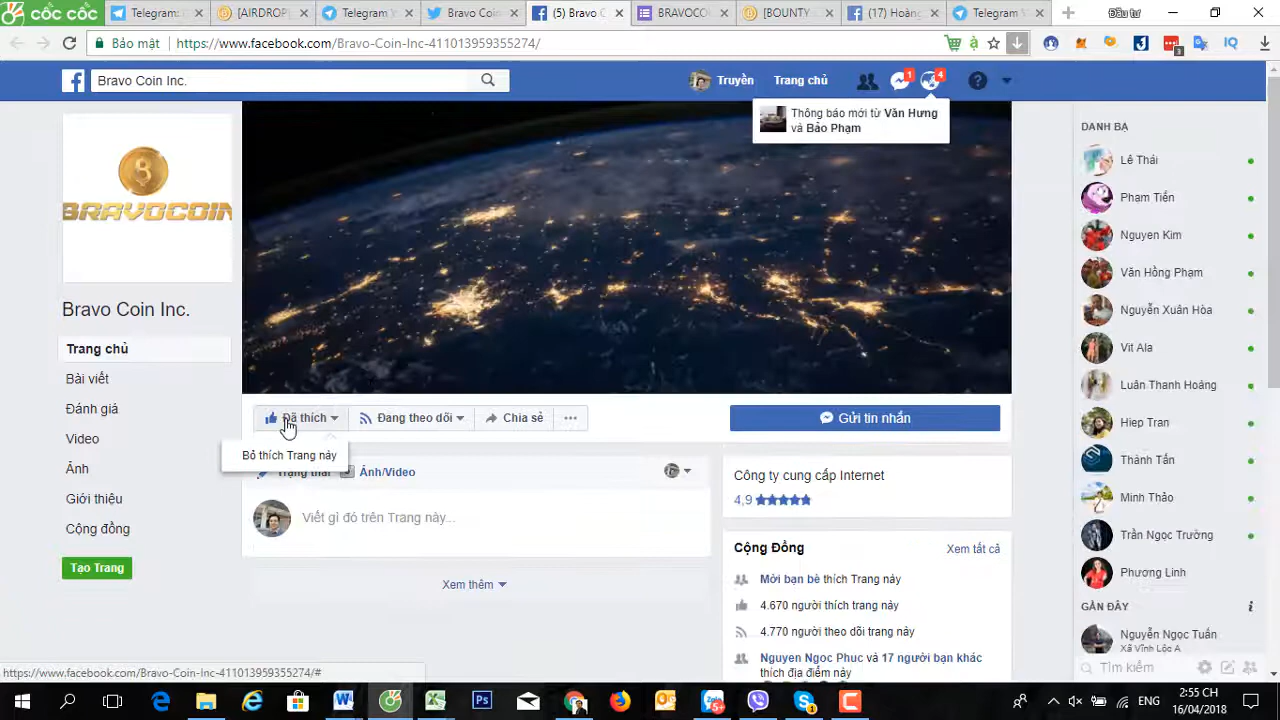 CỐC CỐC
Telegram:
[AIRDROP
Telegram
Bravo Coin
(5) Bravo C
BRAVOCO
[BOUNTY
(17) Hoàng
Telegram
Đầu tư
Bảo mật
https://www.facebook.com/Bravo-Coin-Inc-411013959355274/
3
Bravo Coin Inc.
Truyền
Trang chủ
1
4
Thông báo mới từ Văn Hưng
và Bảo Phạm
BRAVOCOIN
Bravo Coin Inc.
Trang chủ
Bài viết
Đánh giá
Video
Ảnh
Giới thiệu
Cộng đồng
Tạo Trang
Đã thích
Đang theo dõi
Chia sẻ
Gửi tin nhắn
Bỏ thích Trang này
Trạng thái
Ảnh/Video
Viết gì đó trên Trang này...
Xem thêm
Công ty cung cấp Internet
4,9
Cộng Đồng
Xem tất cả
Mời bạn bè thích Trang này
4.670 người thích trang này
4.770 người theo dõi trang này
Nguyen Ngoc Phuc và 17 người bạn khác
thích địa điểm này
DANH BẠ
Lê Thái
Phạm Tiến
Nguyen Kim
Văn Hồng Phạm
Nguyễn Xuân Hòa
Vit Ala
Luân Thanh Hoáng
Hiep Tran
Thành Tấn
Minh Thảo
Trần Ngọc Trường
Phương Linh
GẦN ĐÂY
Nguyễn Ngọc Tuấn
Xã Vĩnh Lộc A
Tìm kiếm
https://www.facebook.com/Bravo-Coin-Inc-411013959355274/#
ENG
2:55 CH
16/04/2018